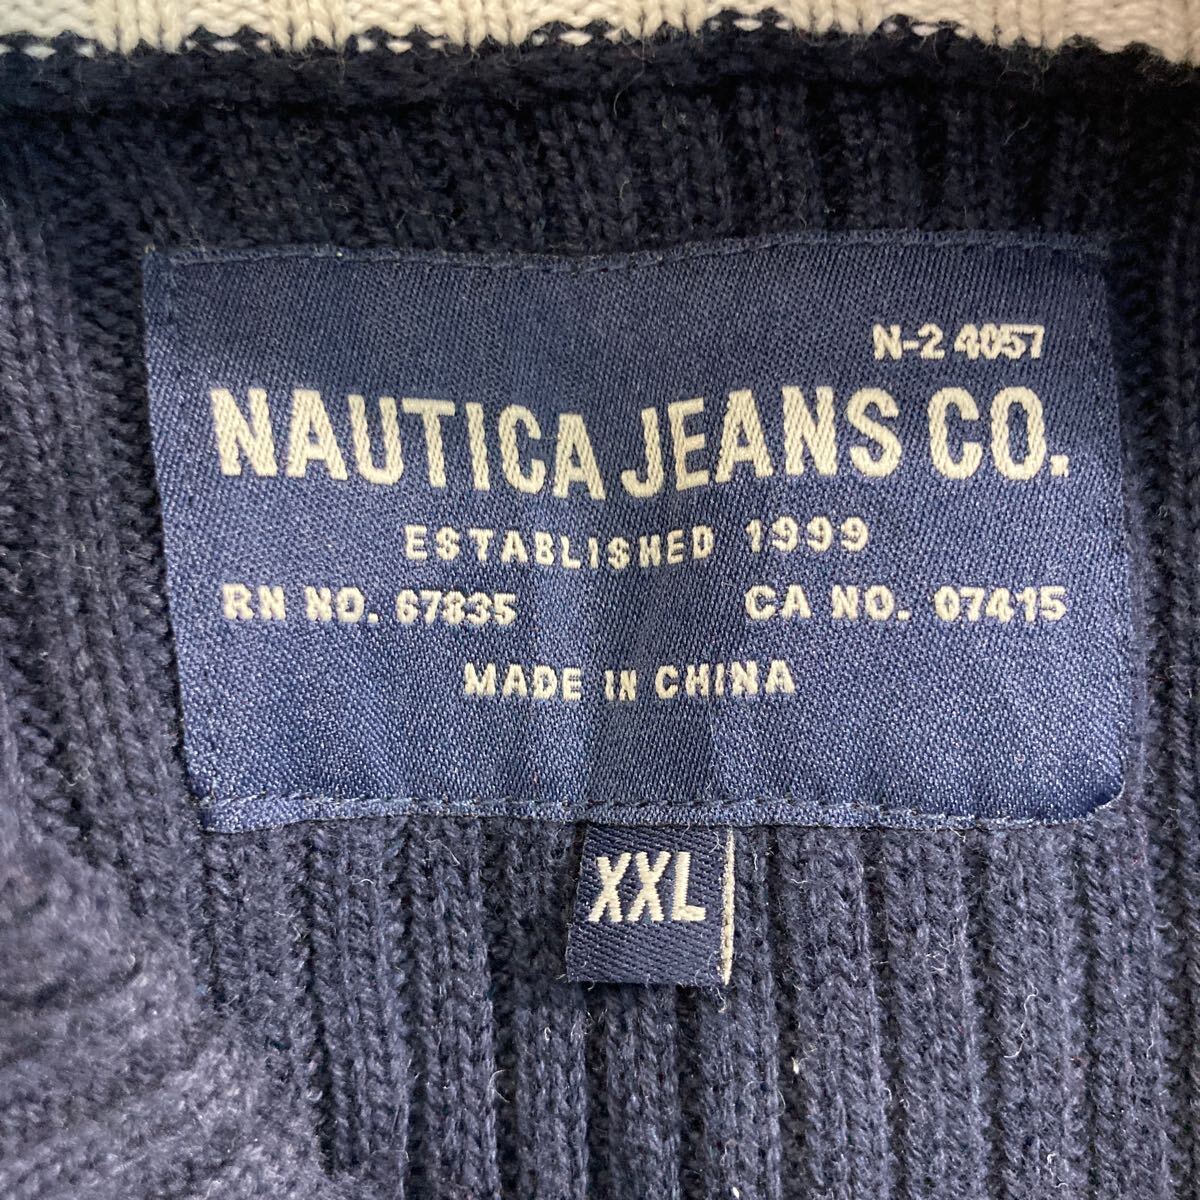 N-2 4057
NAUTICA JEANS CO.
ESTABLISHED 1999
RN NO. 67835 CA NO. 07415
MADE IN CHINA
XXL